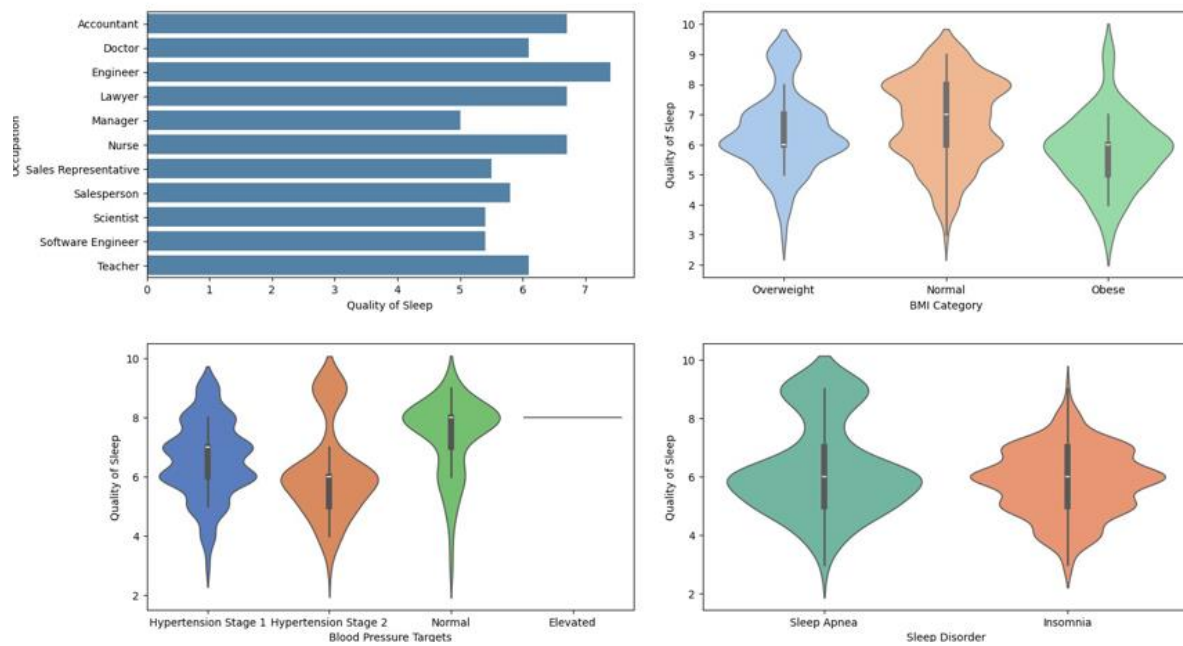 Accountant
Doctor
Engineer
Lawyer
Manager
Nurse
Sales Representative
Salesperson
Scientist
Software Engineer
Teacher
Occupation
0 1 2 3 4 5 6 7
Quality of Sleep
10
9
8
7
6
5
4
3
2
Quality of Sleep
Overweight Normal Obese
BMI Category
10
8
6
4
2
Quality of Sleep
Hypertension Stage 1 Hypertension Stage 2 Normal Elevated
Blood Pressure Targets
10
8
6
4
2
Quality of Sleep
Sleep Apnea Insomnia
Sleep Disorder